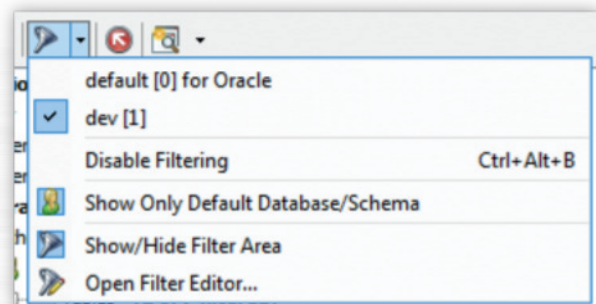 default [0] for Oracle
dev [1]
Disable Filtering Ctrl+Alt+B
Show Only Default Database/Schema
Show/Hide Filter Area
Open Filter Editor...